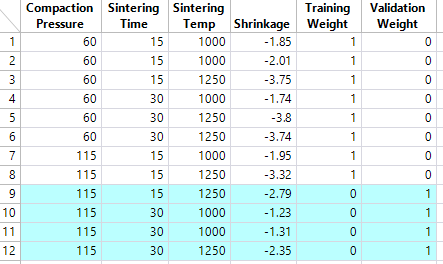 Compaction Pressure Sintering Time Sintering Temp Shrinkage Training Weight Validation Weight
1 60 15 1000 -1.85 1 0
2 60 15 1000 -2.01 1 0
3 60 15 1250 -3.75 1 0
4 60 30 1000 -1.74 1 0
5 60 30 1250 -3.8 1 0
6 60 30 1250 -3.74 1 0
7 115 15 1000 -1.95 1 0
8 115 15 1250 -3.32 1 0
9 115 15 1250 -2.79 0 1
10 115 30 1000 -1.23 0 1
11 115 30 1000 -1.31 0 1
12 115 30 1250 -2.35 0 1